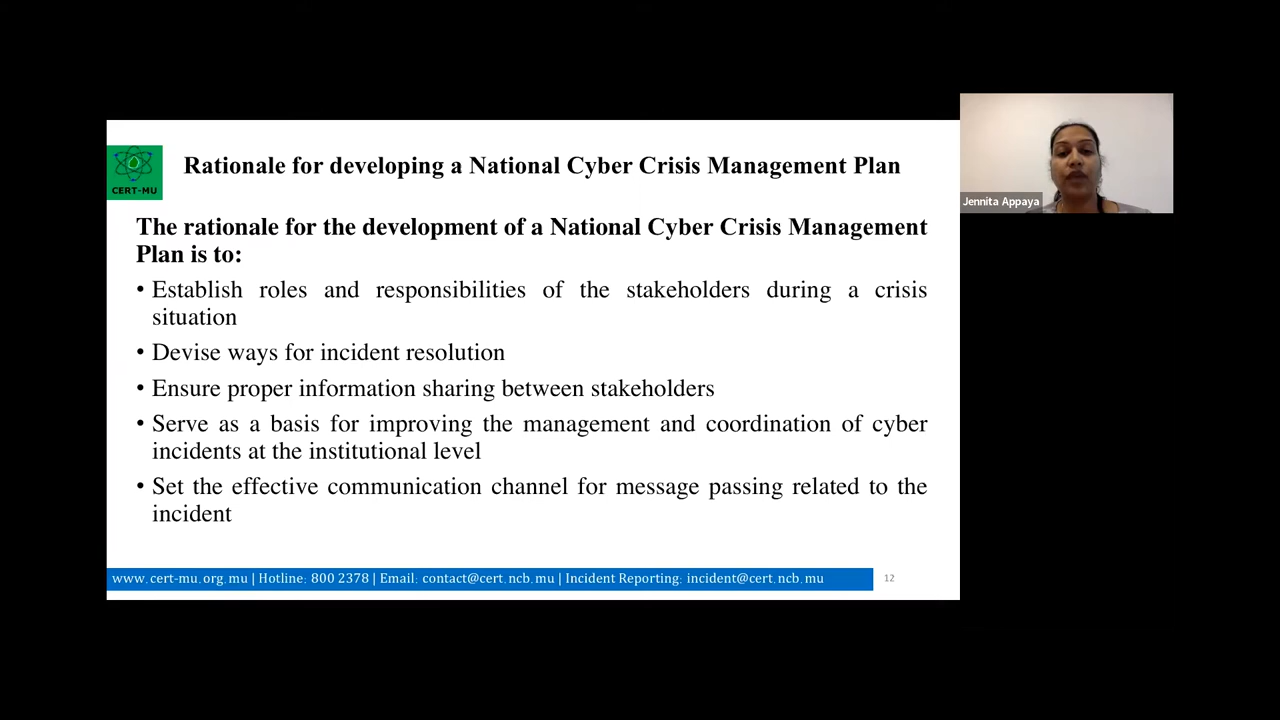 Rationale for developing a National Cyber Crisis Management Plan
CERT-MU
The rationale for the development of a National Cyber Crisis Management
Plan is to:
• Establish roles and responsibilities of the stakeholders during a crisis
situation
• Devise ways for incident resolution
• Ensure proper information sharing between stakeholders
• Serve as a basis for improving the management and coordination of cyber
incidents at the institutional level
• Set the effective communication channel for message passing related to the
incident
www.cert-mu.org.mu | Hotline: 800 2378 | Email: contact@cert.ncb.mu | Incident Reporting: incident@cert.ncb.mu
12
Jennita Appaya